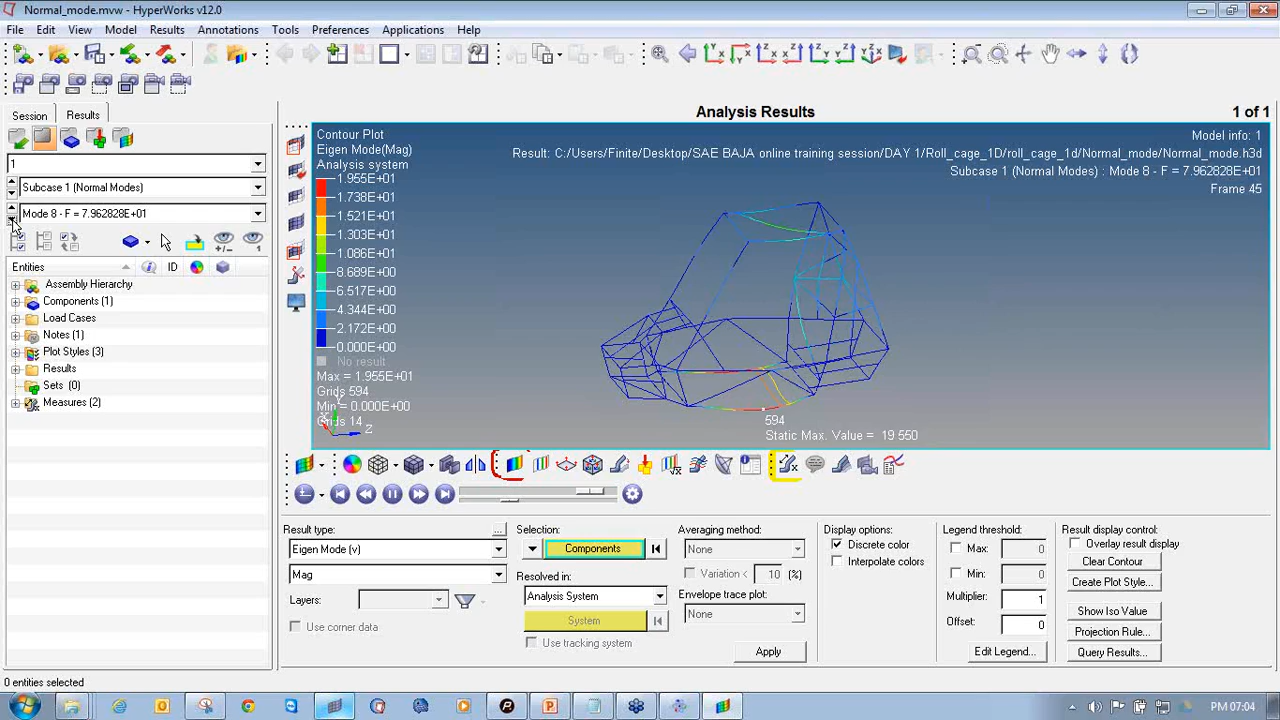 Normal_mode.mvw - HyperWorks v12.0
File Edit View Model Results Annotations Tools Preferences Applications Help
Session Results
1
Subcase 1 (Normal Modes)
Mode 8 - F = 7.962828E+01
Entities ID
Assembly Hierarchy
Components (1)
Load Cases
Notes (1)
Plot Styles (3)
Results
Sets (0)
Measures (2)
Analysis Results
1 of 1
Contour Plot
Eigen Mode(Mag)
Analysis system
1.955E+01
1.738E+01
1.521E+01
1.303E+01
1.086E+01
8.689E+00
6.517E+00
4.344E+00
2.172E+00
0.000E+00
No result
Max = 1.955E+01
Grids 594
Min = 0.000E+00
Grids 14
Y
X
Z
Model info: 1
Result: C:/Users/Finite/Desktop/SAE BAJA online training session/DAY 1/Roll_cage_1D/roll_cage_1d/Normal_mode/Normal_mode.h3d
Subcase 1 (Normal Modes) : Mode 8 - F = 7.962828E+01
Frame 45
594
Static Max. Value = 19 550
Result type:
Eigen Mode (v)
Mag
Layers:
Use corner data
Selection:
Components
Resolved in:
Analysis System
System
Use tracking system
Averaging method:
None
Variation < 10 (%)
Envelope trace plot:
None
Apply
Display options:
Discrete color
Interpolate colors
Legend threshold:
Max: 0
Min: 0
Multiplier: 1
Offset: 0
Edit Legend...
Result display control:
Overlay result display
Clear Contour
Create Plot Style...
Show Iso Value
Projection Rule...
Query Results...
0 entities selected
PM 07:04